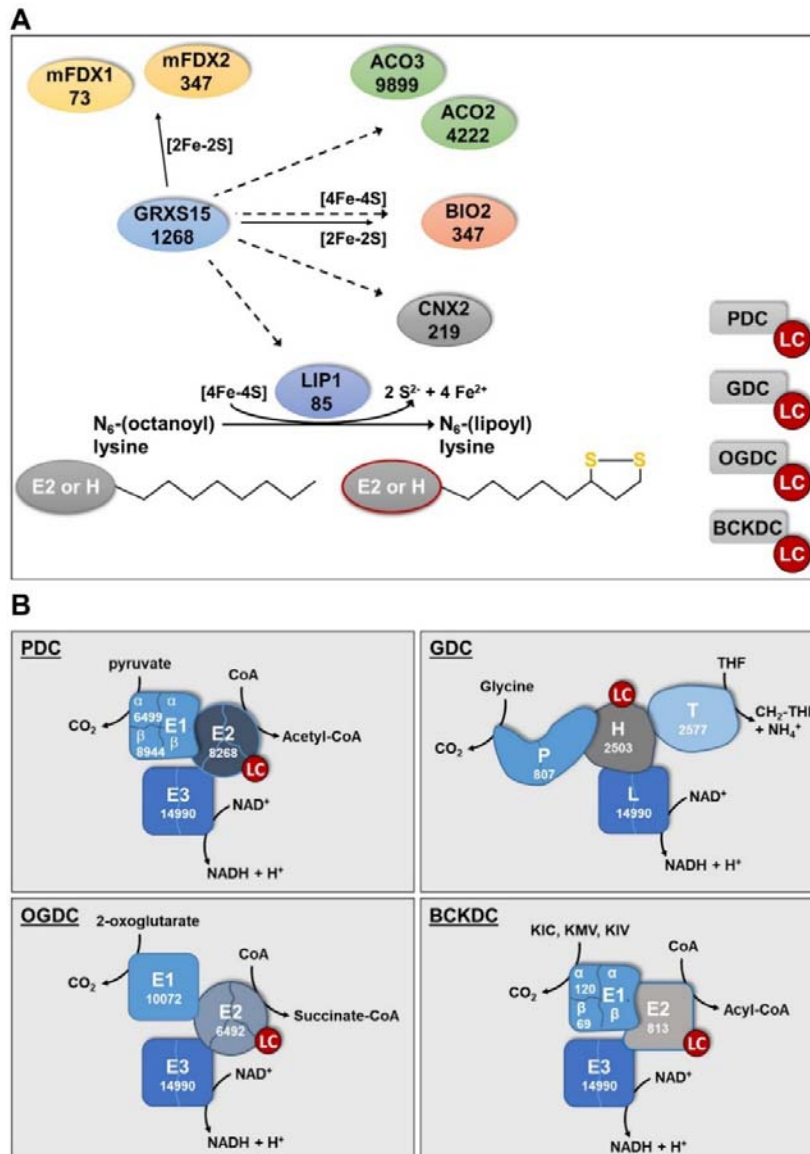 A
mFDX1
73
mFDX2
347
ACO3
9899
ACO2
4222
[2Fe-2S]
GRXS15
1268
[4Fe-4S]
[2Fe-2S]
BIO2
347
CNX2
219
PDC
LC
GDC
LC
OGDC
LC
BCKDC
LC
LIP1
85
[4Fe-4S]
2 S²⁻ + 4 Fe²⁺
N₆-(octanoyl)
lysine
N₆-(lipoyl)
lysine
E2 or H
E2 or H
S
S
B
PDC
pyruvate
CO₂
α
α
6499
E1
β
β
8944
CoA
E2
8268
Acetyl-CoA
LC
E3
14990
NAD⁺
NADH + H⁺
GDC
Glycine
CO₂
P
807
LC
H
2503
T
2577
THF
CH₂-THF
+ NH₄⁺
L
14990
NAD⁺
NADH + H⁺
OGDC
2-oxoglutarate
CO₂
E1
10072
CoA
E2
6492
Succinate-CoA
LC
E3
14990
NAD⁺
NADH + H⁺
BCKDC
KIC, KMV, KIV
CO₂
α
α
120
E1
β
β
69
CoA
E2
813
Acyl-CoA
LC
E3
14990
NAD⁺
NADH + H⁺